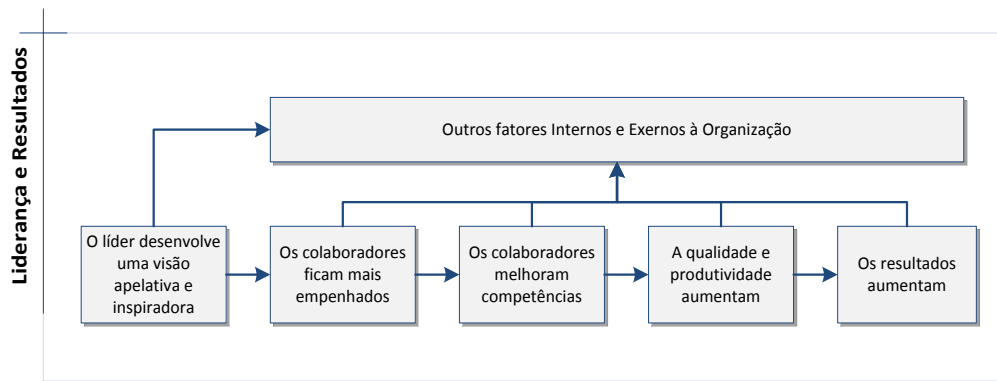 Liderança e Resultados
Outros fatores Internos e Exernos à Organização
O líder desenvolve
uma visão
apelativa e
inspiradora
Os colaboradores
ficam mais
empenhados
Os colaboradores
melhoram
competências
A qualidade e
produtividade
aumentam
Os resultados
aumentam